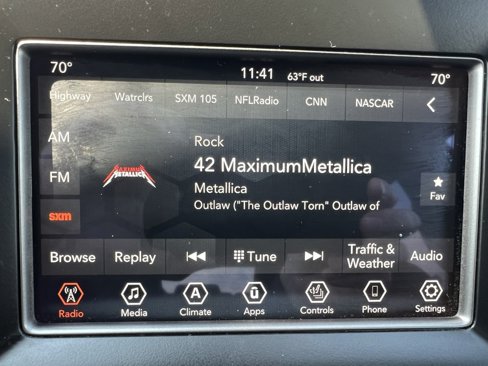 70° 11:41 63°F out 70°
Highway Watrclrs SXM 105 NFLRadio CNN NASCAR
AM
FM
sxm
MAXIMUM
METALLICA
Rock
42 MaximumMetallica
Metallica
Outlaw ("The Outlaw Torn" Outlaw of
Fav
Browse Replay Tune Traffic & Weather Audio
Radio Media Climate Apps Controls Phone Settings